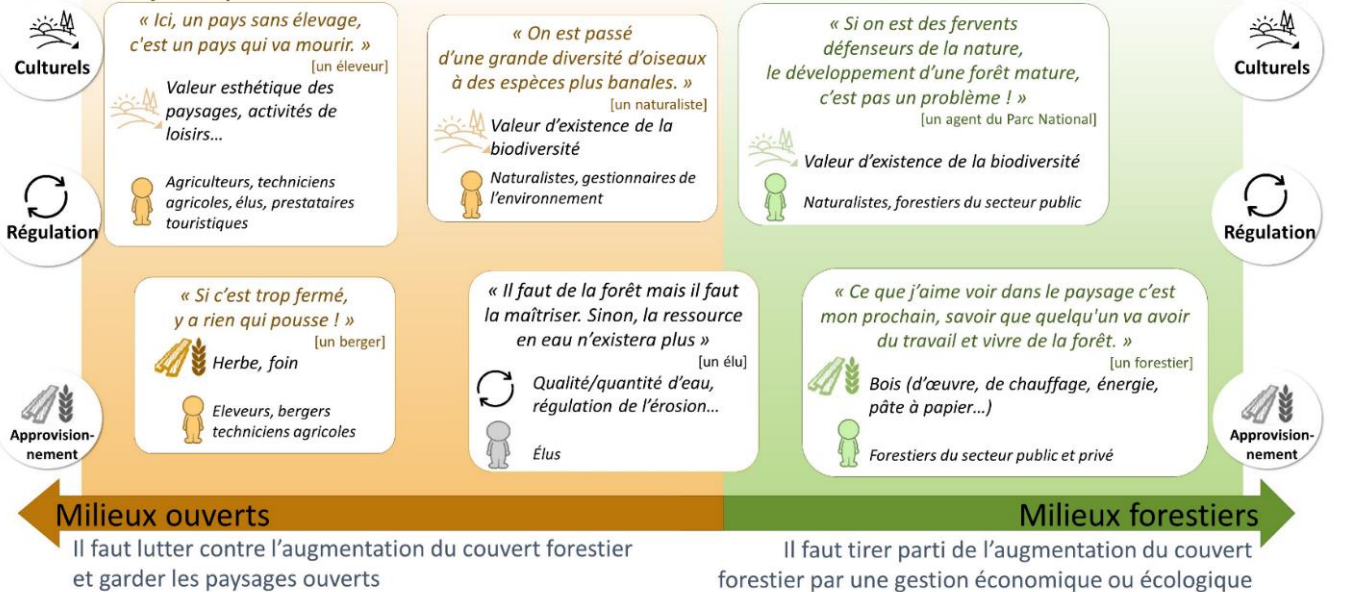 « Ici, un pays sans élevage,
c'est un pays qui va mourir. »
[un éleveur]
Valeur esthétique des
paysages, activités de
loisirs…
Agriculteurs, techniciens
agricoles, élus, prestataires
touristiques
« On est passé
d'une grande diversité d'oiseaux
à des espèces plus banales. »
[un naturaliste]
Valeur d'existence de la
biodiversité
Naturalistes, gestionnaires de
l'environnement
« Si on est des fervents
défenseurs de la nature,
le développement d'une forêt mature,
c'est pas un problème ! »
[un agent du Parc National]
Valeur d'existence de la biodiversité
Naturalistes, forestiers du secteur public
Culturels
Culturels
Régulation
Régulation
« Si c'est trop fermé,
y a rien qui pousse ! »
[un berger]
Herbe, foin
Eleveurs, bergers
techniciens agricoles
« Il faut de la forêt mais il faut
la maîtriser. Sinon, la ressource
en eau n'existera plus »
[un élu]
Qualité/quantité d'eau,
régulation de l'érosion…
Élus
« Ce que j'aime voir dans le paysage c'est
mon prochain, savoir que quelqu'un va avoir
du travail et vivre de la forêt. »
[un forestier]
Bois (d'œuvre, de chauffage, énergie,
pâte à papier…)
Forestiers du secteur public et privé
Approvision-
nement
Approvision-
nement
Milieux ouverts
Milieux forestiers
Il faut lutter contre l'augmentation du couvert forestier
et garder les paysages ouverts
Il faut tirer parti de l'augmentation du couvert
forestier par une gestion économique ou écologique